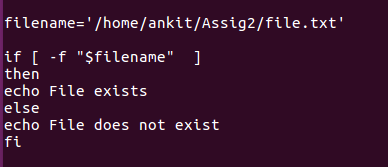 filename='/home/ankit/Assig2/file.txt'
if [ -f "$filename"  ]
then
echo File exists
else
echo File does not exist
fi